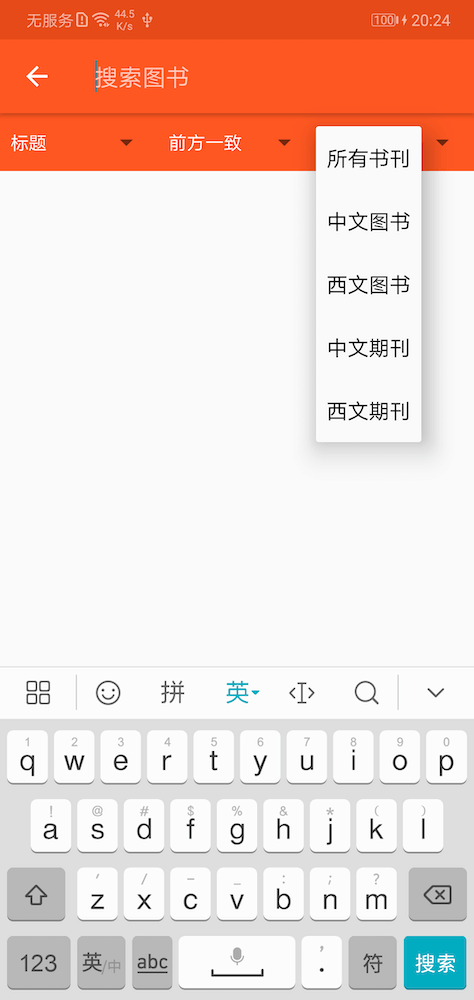 无服务 44.5 K/s 100 20:24
搜索图书
标题 前方一致
所有书刊
中文图书
西文图书
中文期刊
西文期刊
拼 英
1 2 3 4 5 6 7 8 9 0
q w e r t y u i o p
! @ # $ % & * ( )
a s d f g h j k l
' / - _ : ; ?
z x c v b n m
123 英/中 abc , . 符 搜索